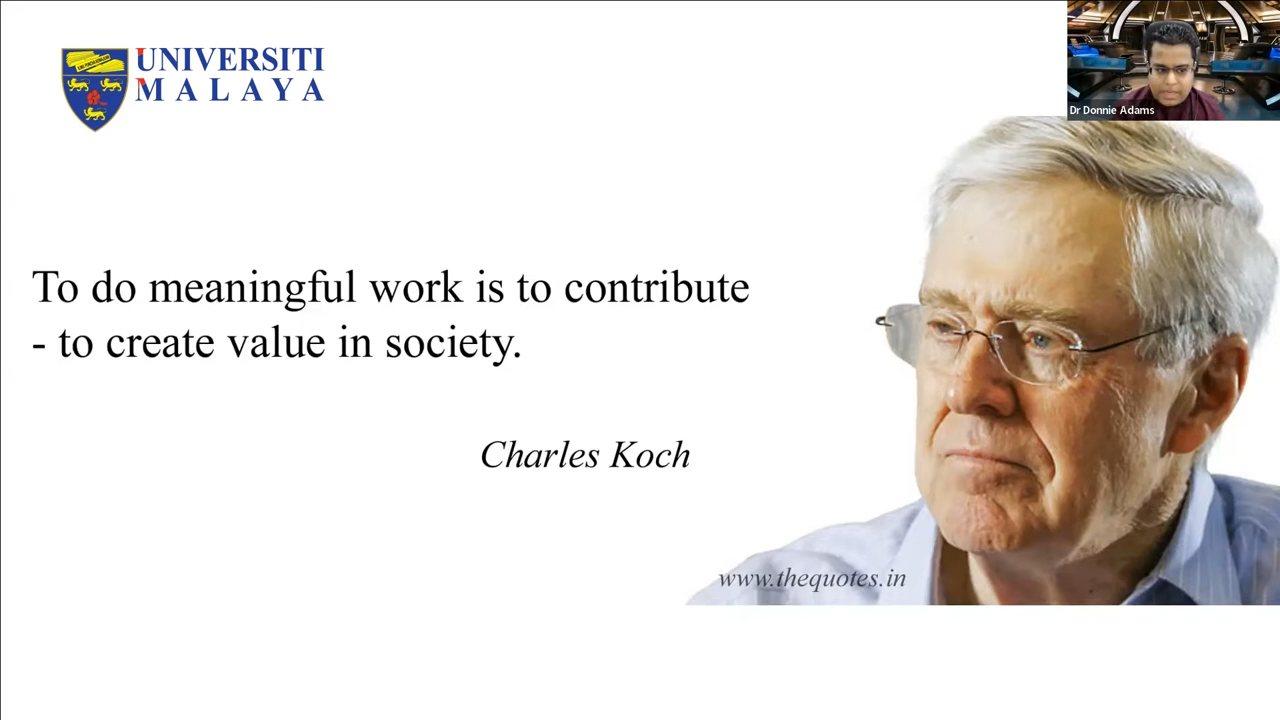 UNIVERSITI
MALAYA
Dr Donnie Adams
To do meaningful work is to contribute
- to create value in society.
Charles Koch
www.thequotes.in